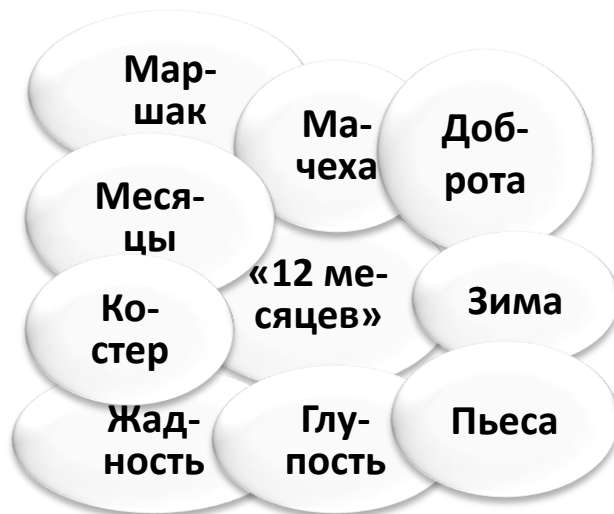 Мар-
шак
Ма-
чеха
Доб-
рота
Меся-
цы
«12 ме-
сяцев»
Зима
Ко-
стер
Жад-
ность
Глу-
пость
Пьеса